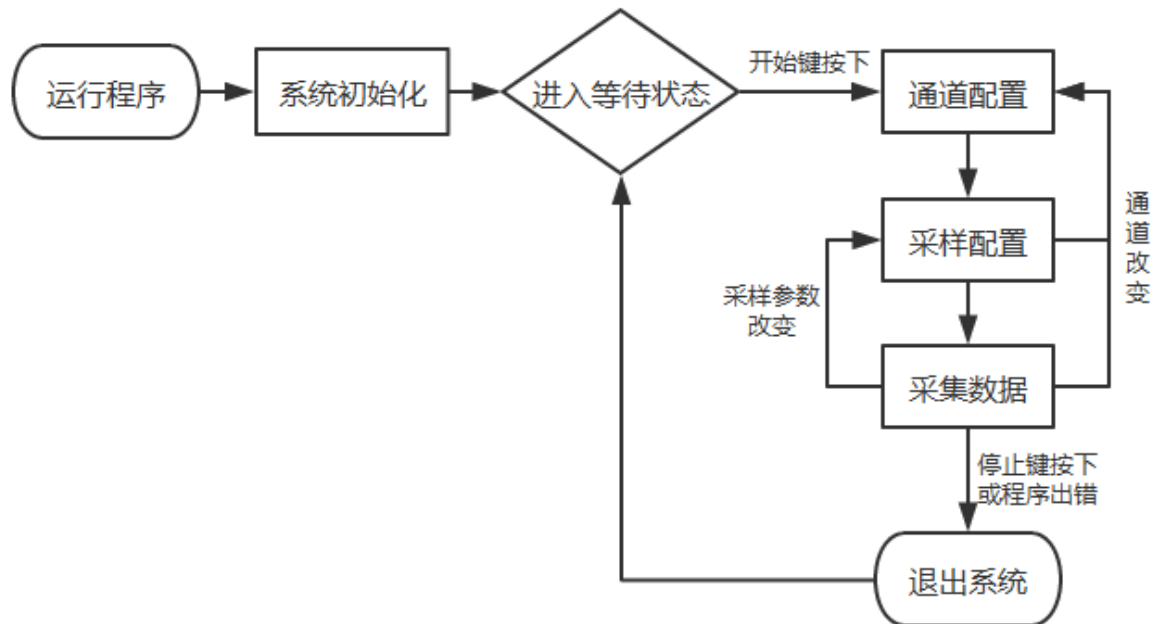 运行程序
系统初始化
进入等待状态
开始键按下
通道配置
通
道
改
变
采样配置
采样参数
改变
采集数据
停止键按下
或程序出错
退出系统